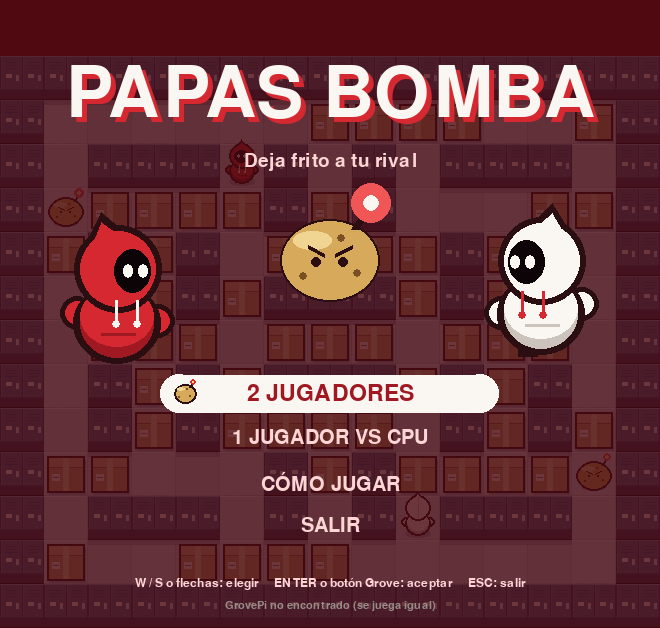 PAPAS BOMBA
Deja frito a tu rival
2 JUGADORES
1 JUGADOR VS CPU
CÓMO JUGAR
SALIR
W / S o flechas: elegir    ENTER o botón Grove: aceptar    ESC: salir
GrovePi no encontrado (se juega igual)